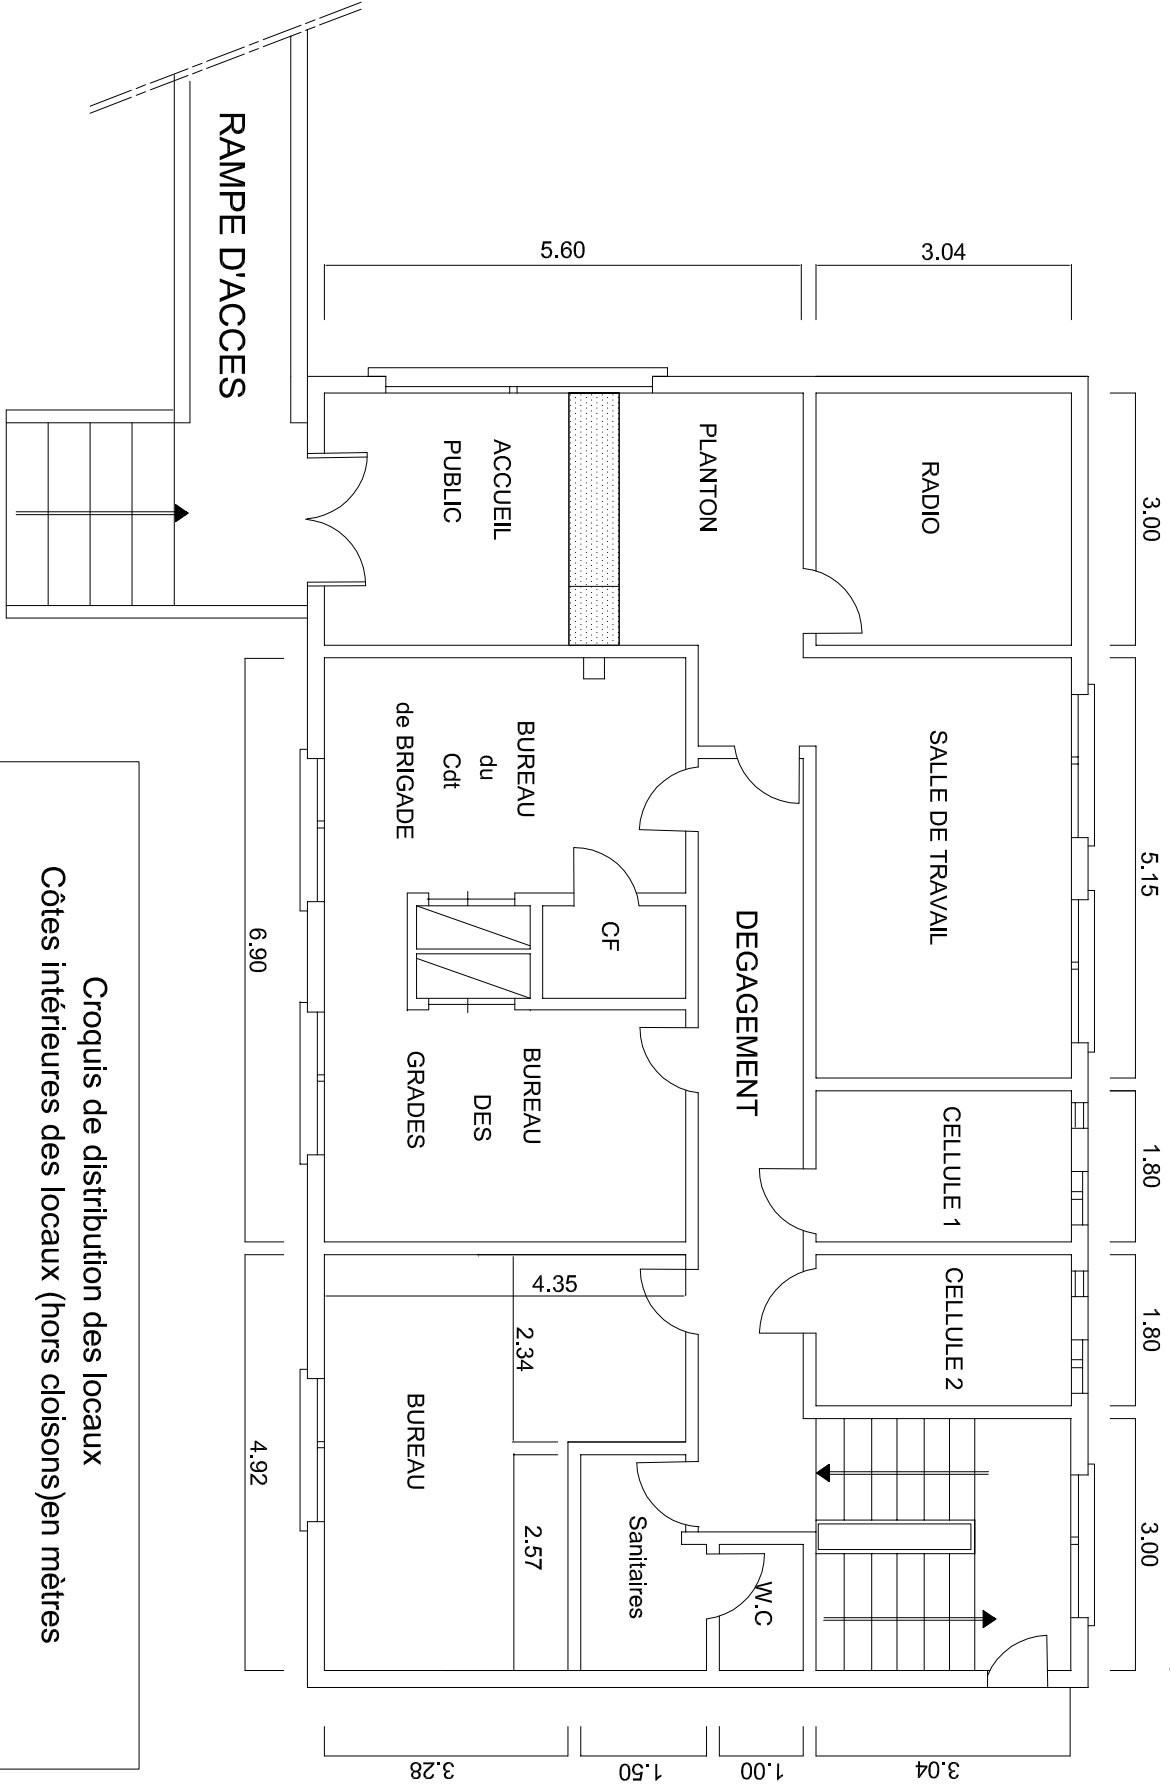 3.00
5.15
1.80
1.80
3.00
3.04
5.60
RADIO
SALLE DE TRAVAIL
CELLULE 1
CELLULE 2
PLANTON
DEGAGEMENT
W.C
Sanitaires
CF
ACCUEIL
PUBLIC
BUREAU
du
Cdt
de BRIGADE
BUREAU
DES
GRADES
4.35
2.34
2.57
BUREAU
3.04
1.00
1.50
3.28
6.90
4.92
RAMPE D'ACCES
Croquis de distribution des locaux
Côtes intérieures des locaux (hors cloisons)en mètres